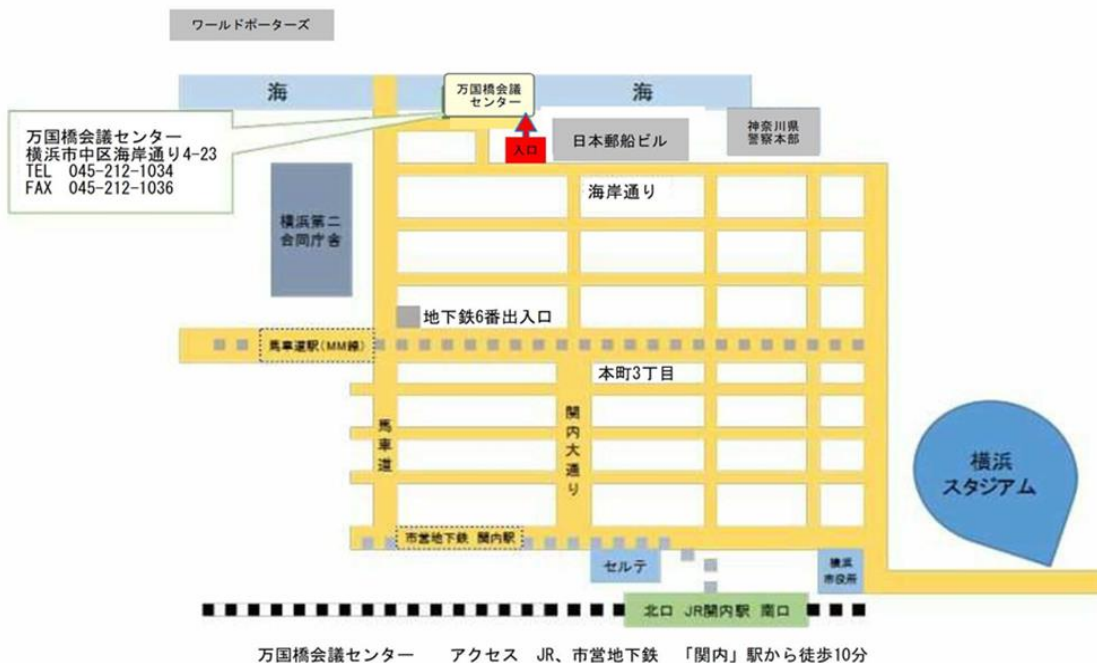 ワールドポーターズ
海
万国橋会議
センター
海
万国橋会議センター
横浜市中区海岸通り4-23
TEL 045-212-1034
FAX 045-212-1036
入口
日本郵船ビル
神奈川県
警察本部
海岸通り
横浜第二
合同庁舎
地下鉄6番出入口
馬車道駅(MM線)
本町3丁目
馬車道
関内大通り
横浜
スタジアム
市営地下鉄 関内駅
セルテ
横浜
市役所
北口 JR関内駅 南口
万国橋会議センター アクセス JR、市営地下鉄 「関内」駅から徒歩10分